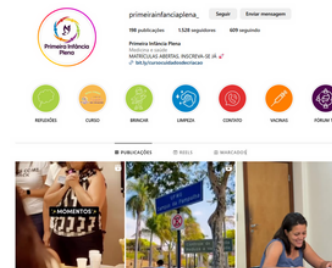 primeirainfanciaplena_ Seguir Enviar mensagem
198 publicações 1.528 seguidores 609 seguindo
Primeira Infância
Plena
Primeira Infância Plena
Medicina e saúde
MATRÍCULAS ABERTAS. INSCREVA-SE JÁ
REFLEXÕES CURSO BRINCAR LIMPEZA CONTATO VACINAS FÓRUM
PUBLICAÇÕES REELS MARCADOS
MOMENTOS